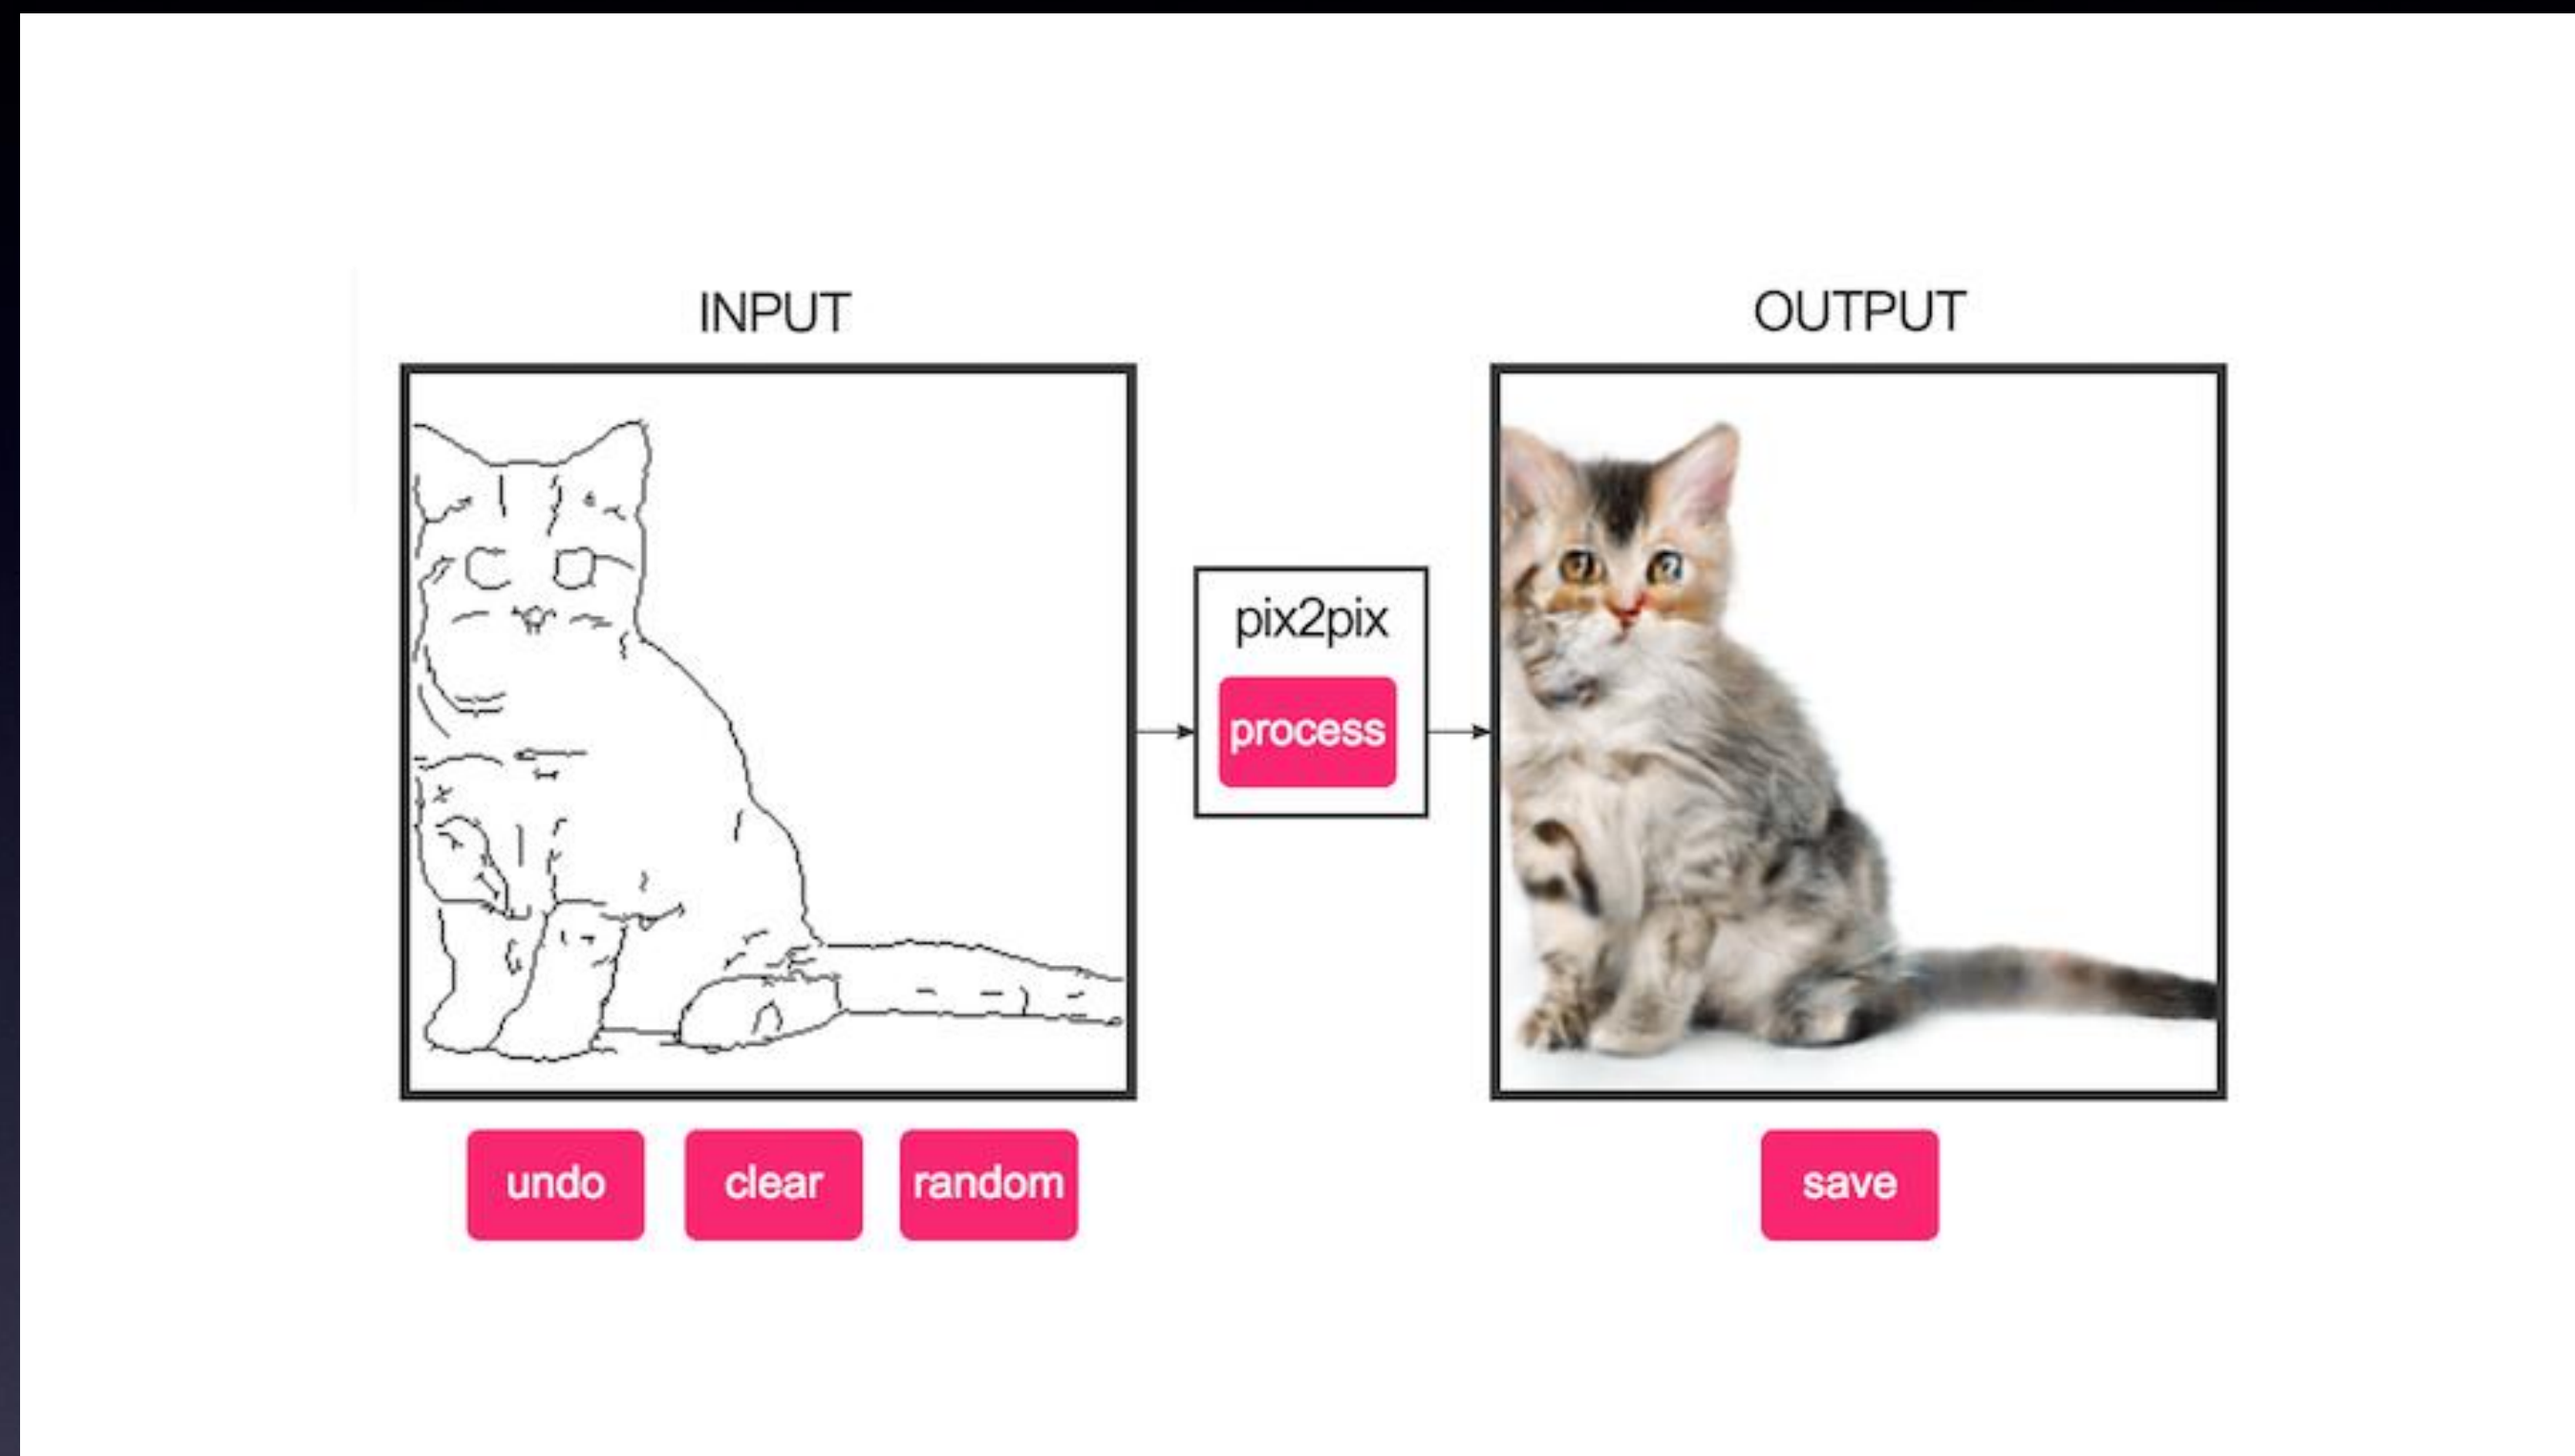 INPUT
OUTPUT
pix2pix
process
undo
clear
random
save